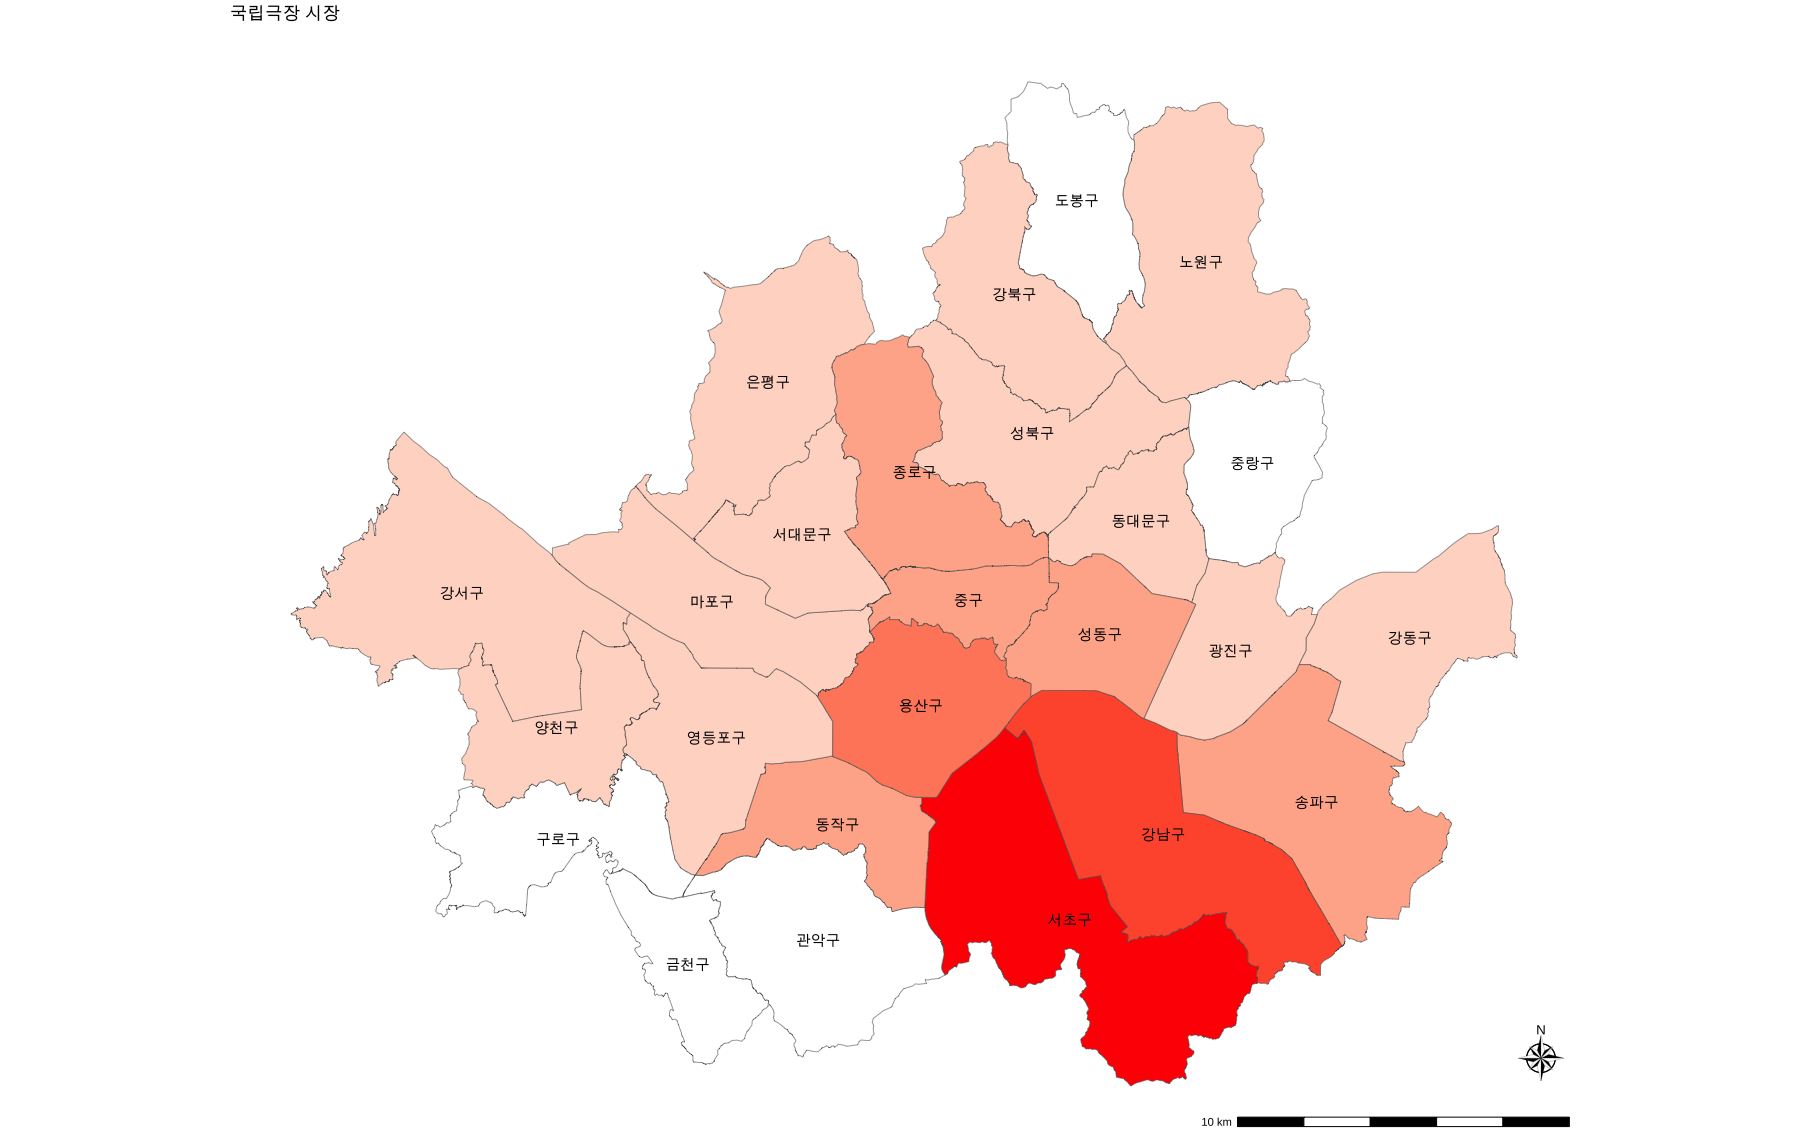 국립극장 시장
도봉구
노원구
강북구
은평구
성북구
중랑구
종로구
동대문구
서대문구
강서구
마포구
중구
성동구
강동구
광진구
용산구
양천구
영등포구
송파구
동작구
강남구
구로구
서초구
관악구
금천구
N
10 km